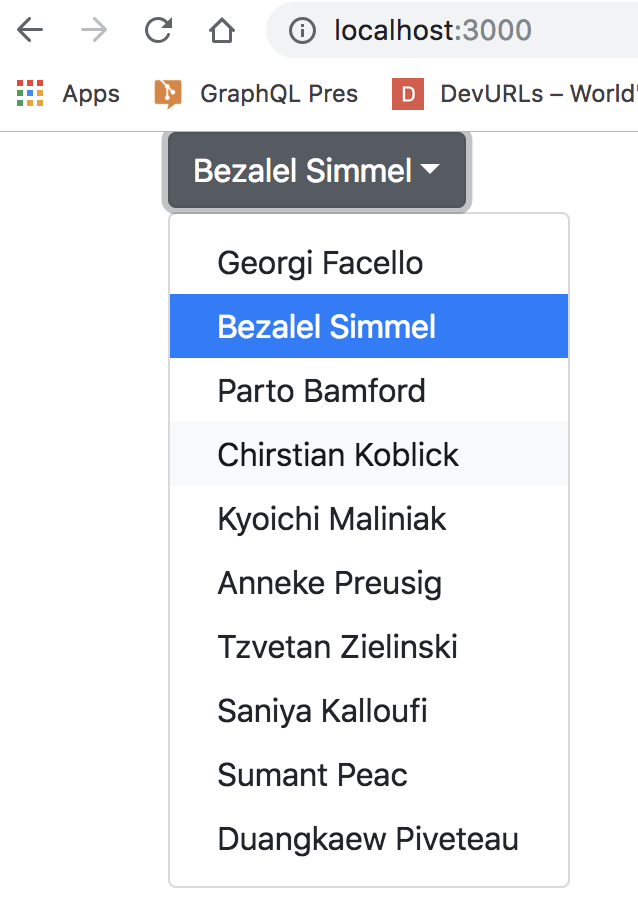 localhost:3000
Apps GraphQL Pres D DevURLs – World'
Bezalel Simmel
Georgi Facello
Bezalel Simmel
Parto Bamford
Chirstian Koblick
Kyoichi Maliniak
Anneke Preusig
Tzvetan Zielinski
Saniya Kalloufi
Sumant Peac
Duangkaew Piveteau